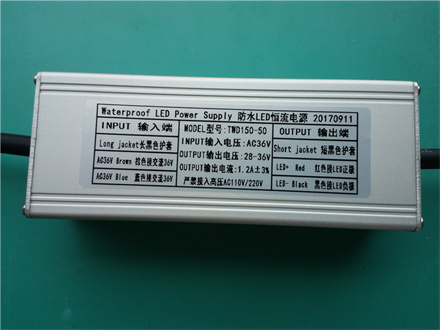 Waterproof LED Power Supply 防水LED恒流电源 20170911
INPUT 输入端
Long jacket长黑色护套
AC36V Brown 棕色接交流36V
AC36V Blue 蓝色接交流36V
MODEL型号:TWD150-50
INPUT输入电压:AC36V
OUTPUT输出电压:28-36V
OUTPUT输出电流:1.2A±3%
严禁接入高压AC110V/220V
OUTPUT 输出端
Short jacket 短黑色护套
LED+ Red 红色接LED正极
LED- Black 黑色接LED负极